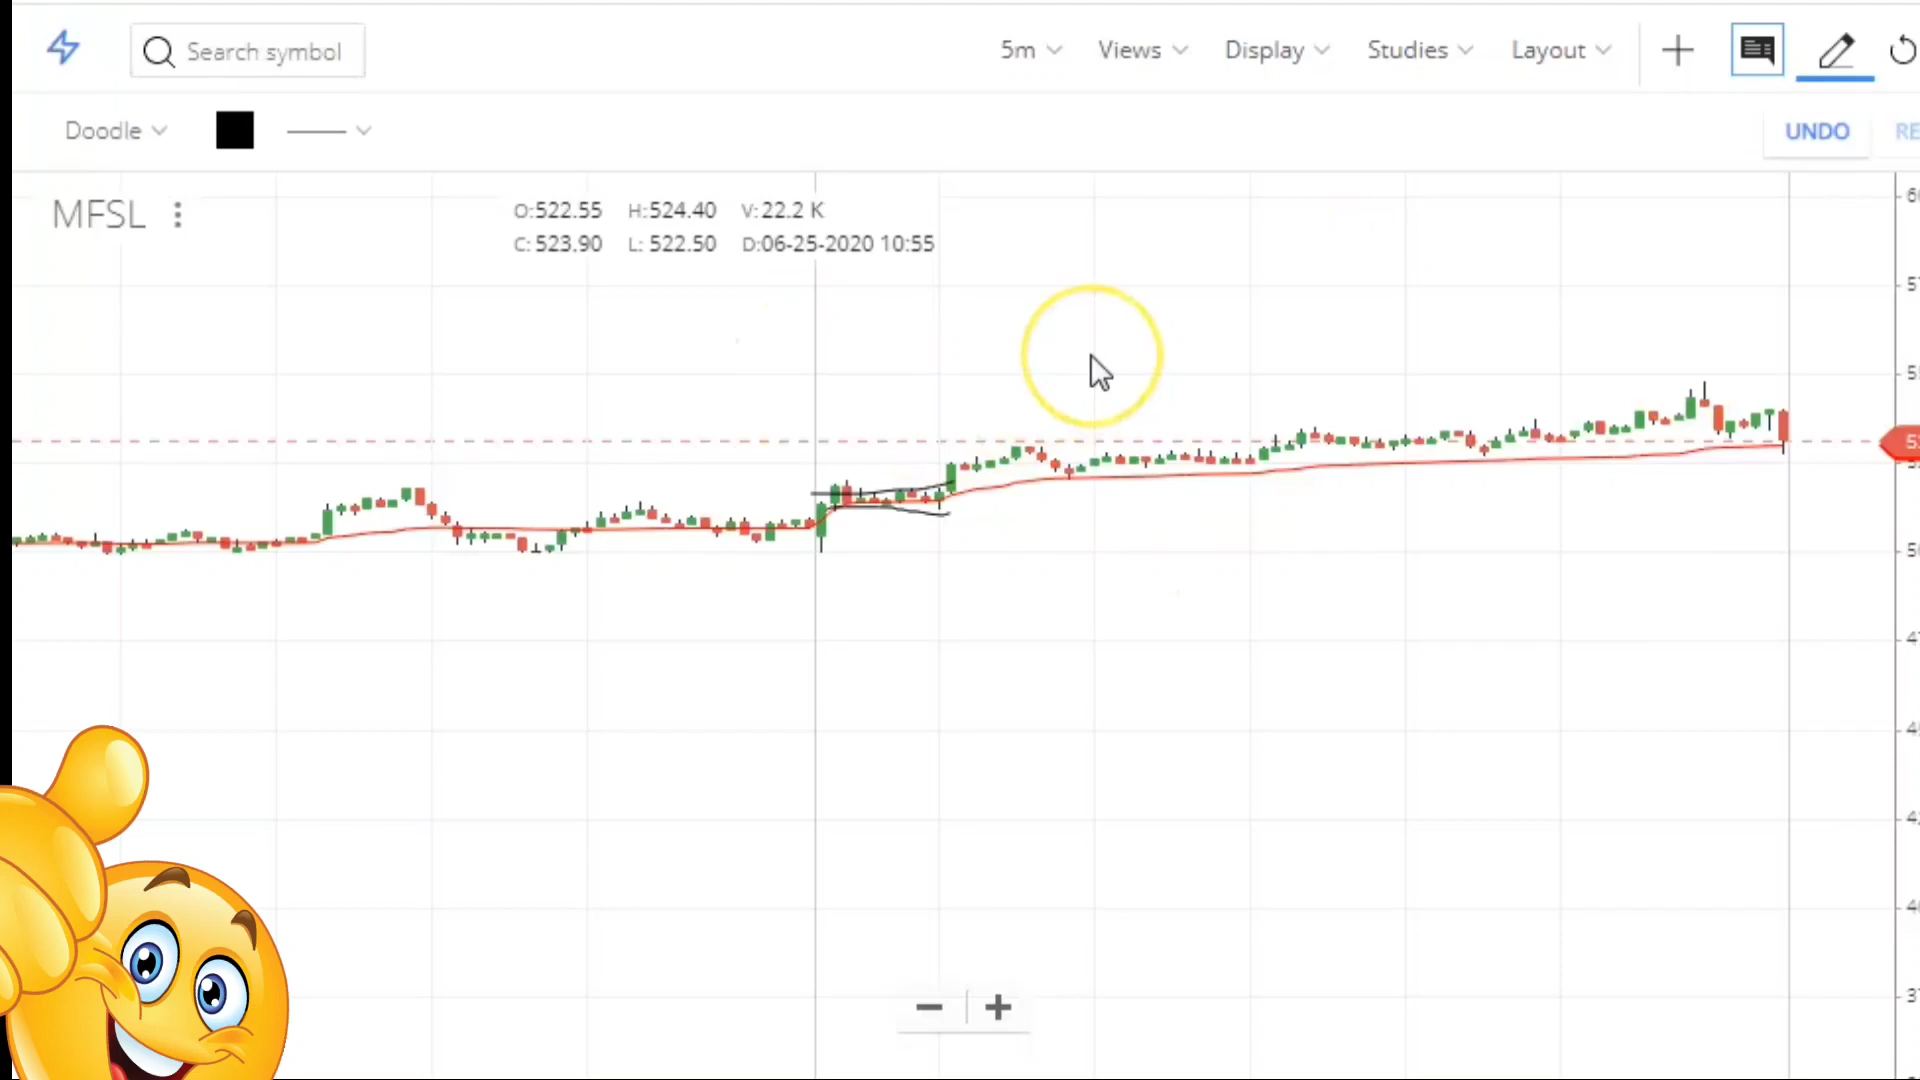 Search symbol
5m Views Display Studies Layout
Doodle UNDO RE
MFSL
O:522.55 H:524.40 V:22.2 K
C:523.90 L:522.50 D:06-25-2020 10:55